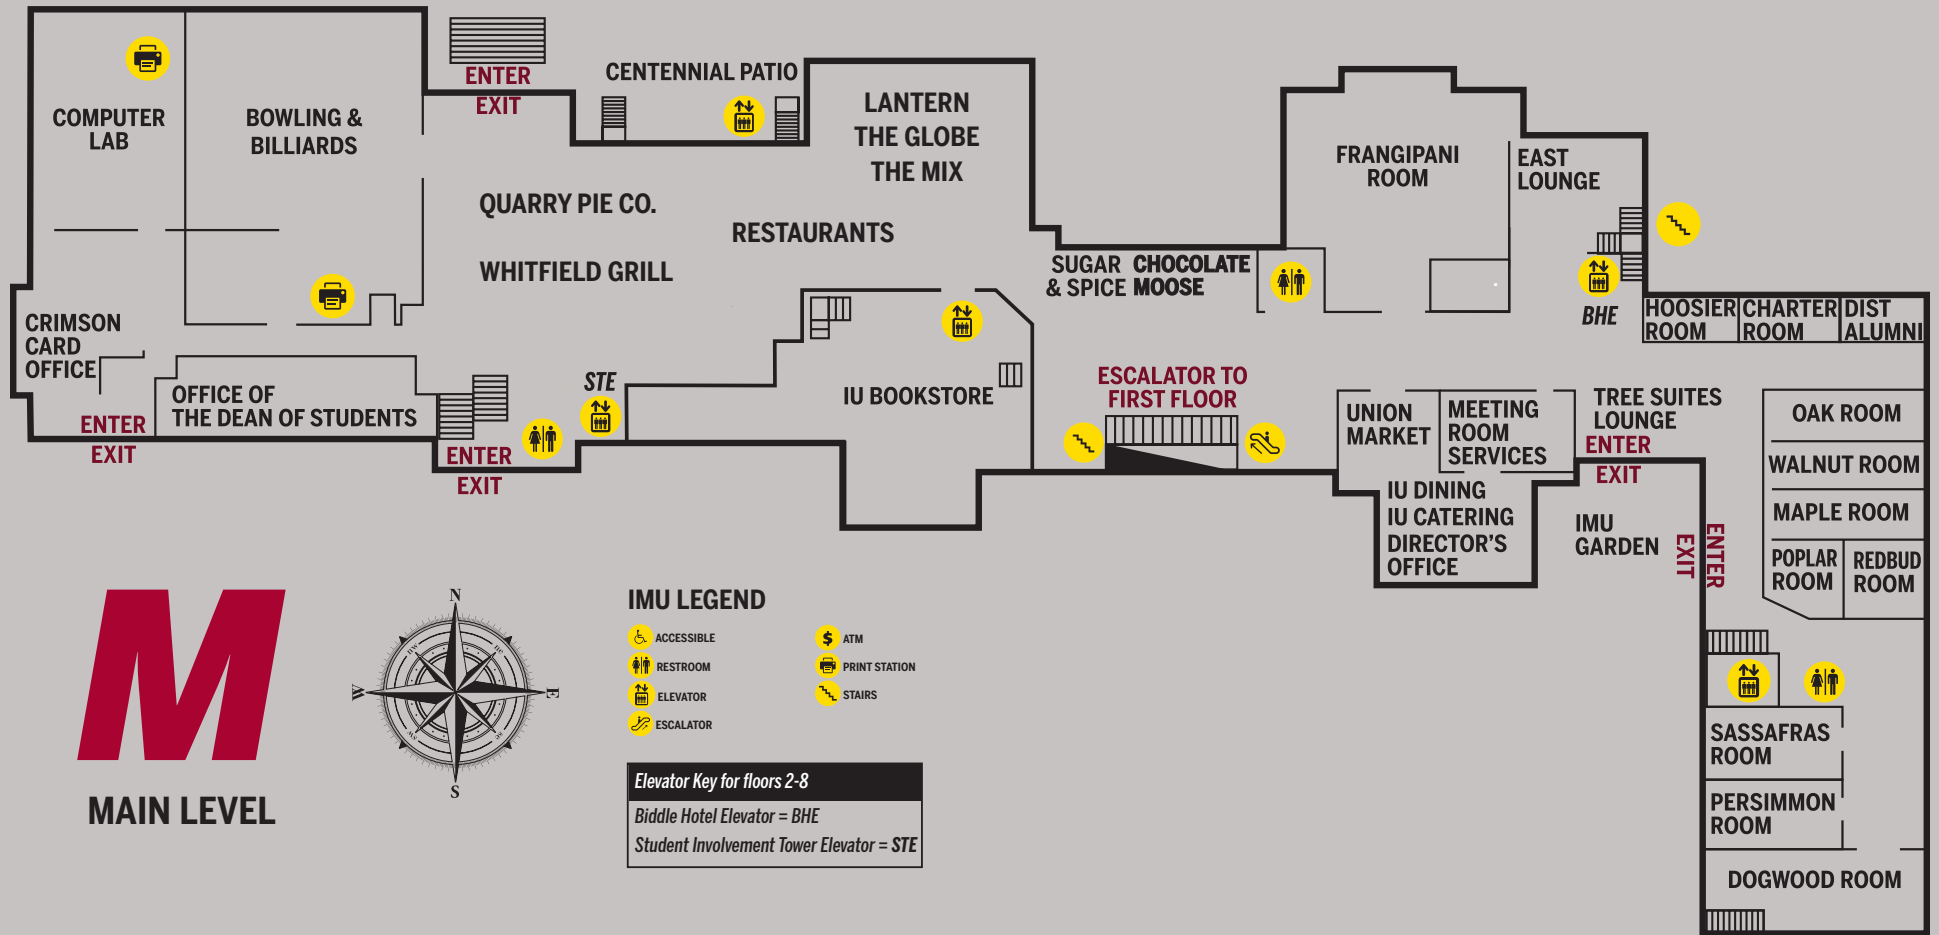 ENTER
EXIT
CENTENNIAL PATIO
COMPUTER
LAB
BOWLING &
BILLIARDS
LANTERN
THE GLOBE
THE MIX
QUARRY PIE CO.
RESTAURANTS
WHITFIELD GRILL
FRANGIPANI
ROOM
EAST
LOUNGE
SUGAR
& SPICE
CHOCOLATE
MOOSE
BHE
HOOSIER
ROOM
CHARTER
ROOM
DIST
ALUMNI
CRIMSON
CARD
OFFICE
OFFICE OF
THE DEAN OF STUDENTS
ENTER
EXIT
ENTER
EXIT
STE
IU BOOKSTORE
ESCALATOR TO
FIRST FLOOR
UNION
MARKET
MEETING
ROOM
SERVICES
TREE SUITES
LOUNGE
ENTER
EXIT
OAK ROOM
WALNUT ROOM
MAPLE ROOM
POPLAR
ROOM
REDBUD
ROOM
IU DINING
IU CATERING
DIRECTOR'S
OFFICE
IMU
GARDEN
EXIT
ENTER
SASSAFRAS
ROOM
PERSIMMON
ROOM
DOGWOOD ROOM
M
MAIN LEVEL
N
nw
ne
W
E
sw
se
S
IMU LEGEND
ACCESSIBLE
RESTROOM
ELEVATOR
ESCALATOR
$ ATM
PRINT STATION
STAIRS
Elevator Key for floors 2-8
Biddle Hotel Elevator = BHE
Student Involvement Tower Elevator = STE